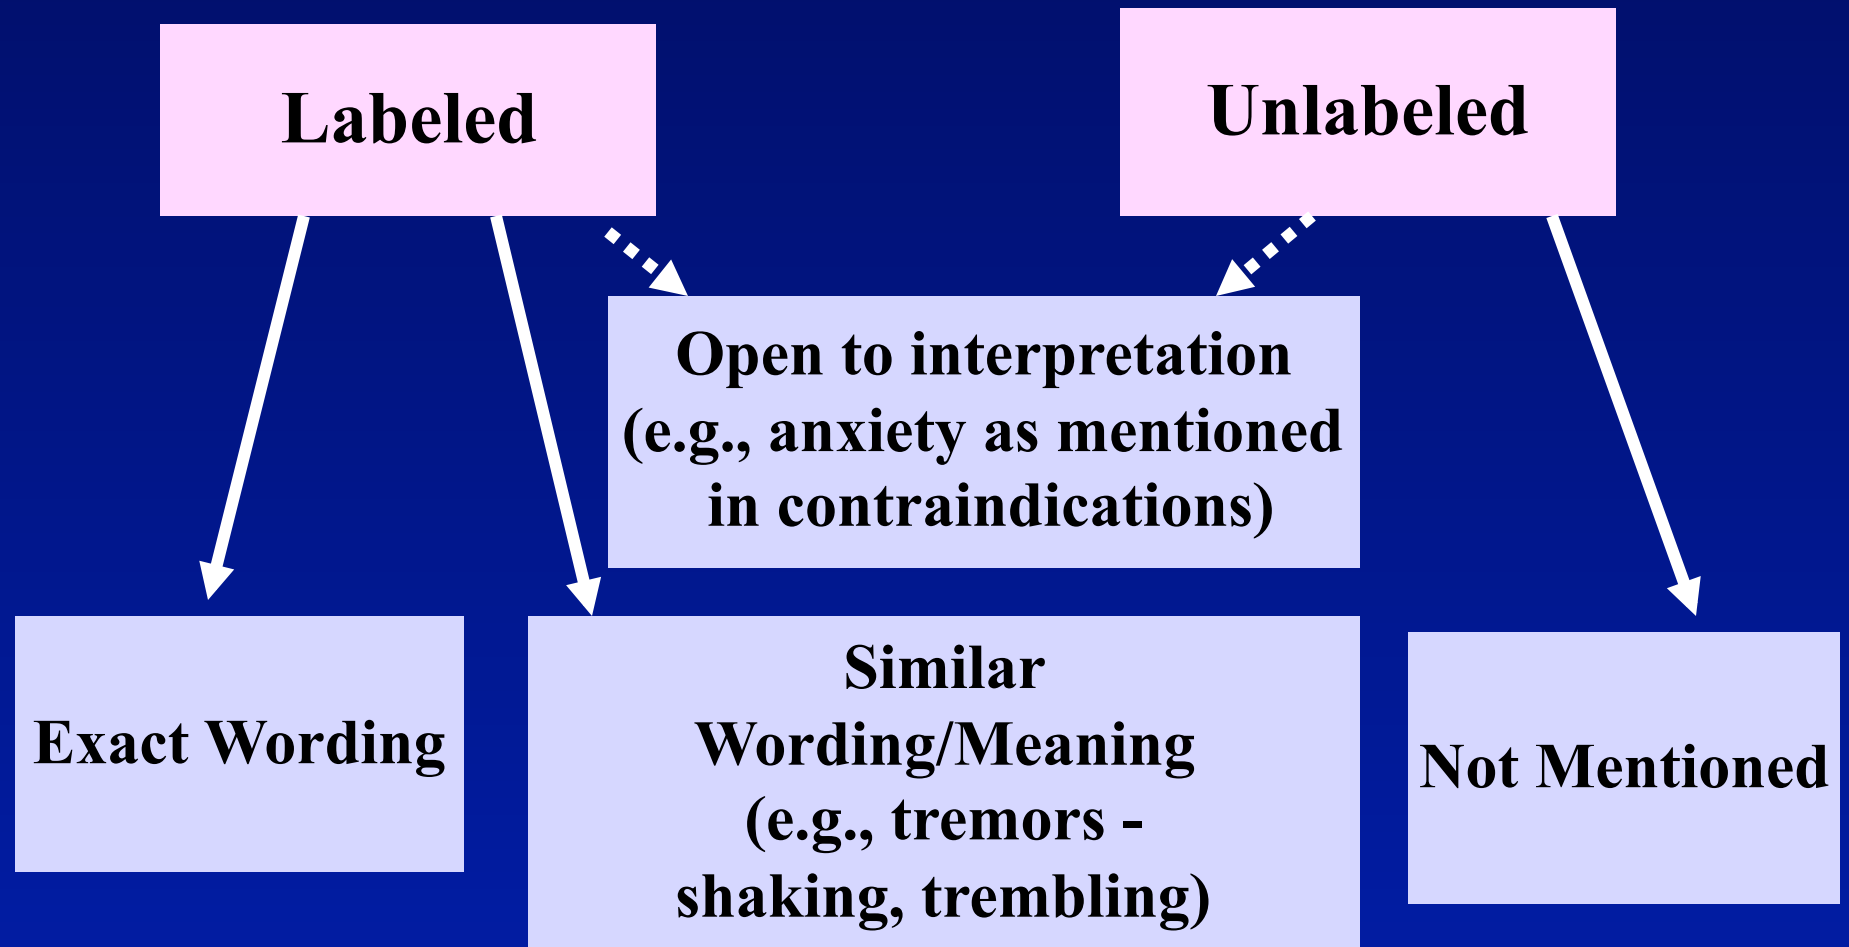 Labeled
Unlabeled
Open to interpretation
(e.g., anxiety as mentioned
in contraindications)
Exact Wording
Similar
Wording/Meaning
(e.g., tremors -
shaking, trembling)
Not Mentioned